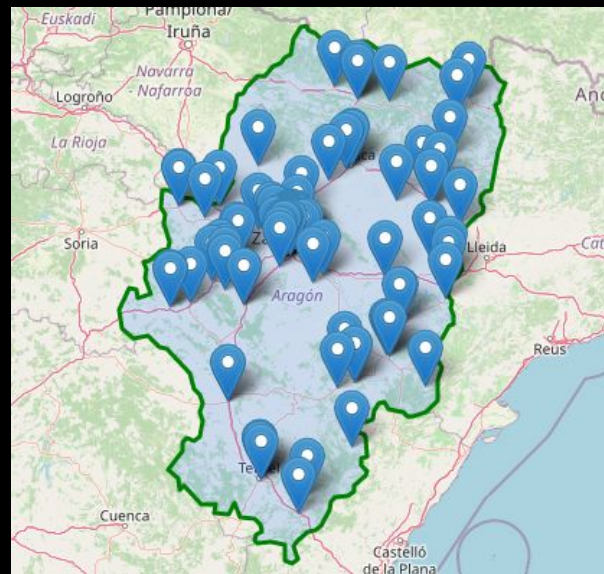 Euskadi
Pamplona/
Iruña
Navarra
- Nafarroa
Logroño
La Rioja
Soria
Lleida
Aragón
Reus
Cuenca
Castelló
de la Plana